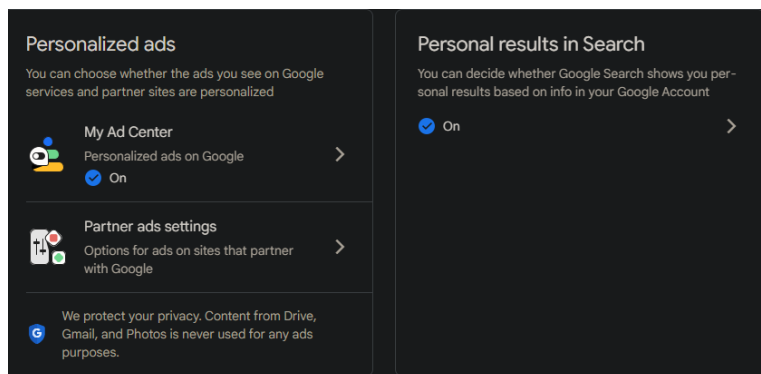 Personalized ads
You can choose whether the ads you see on Google
services and partner sites are personalized
My Ad Center
Personalized ads on Google
On
Partner ads settings
Options for ads on sites that partner
with Google
G
We protect your privacy. Content from Drive,
Gmail, and Photos is never used for any ads
purposes.
Personal results in Search
You can decide whether Google Search shows you per-
sonal results based on info in your Google Account
On